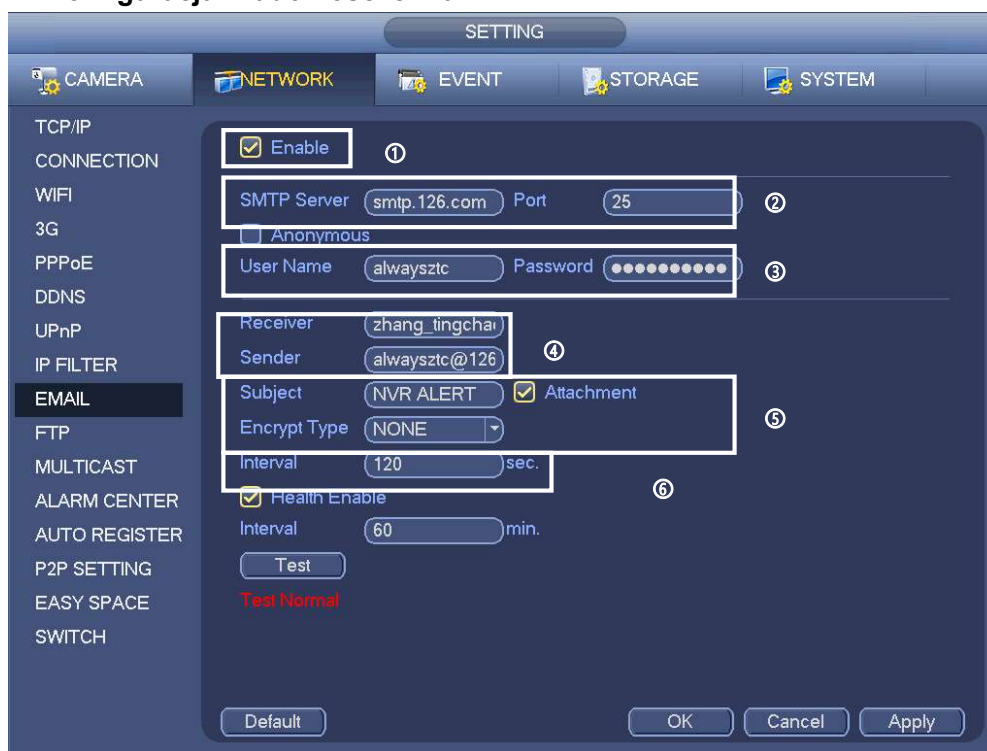 SETTING
CAMERA NETWORK EVENT STORAGE SYSTEM
TCP/IP
CONNECTION
WIFI
3G
PPPoE
DDNS
UPnP
IP FILTER
EMAIL
FTP
MULTICAST
ALARM CENTER
AUTO REGISTER
P2P SETTING
EASY SPACE
SWITCH
Enable ①
SMTP Server smtp.126.com Port 25 ②
Anonymous
User Name alwaysztc Password ●●●●●●●●●● ③
Receiver zhang_tingcha
Sender alwaysztc@126 ④
Subject NVR ALERT Attachment
Encrypt Type NONE ⑤
Interval 120 sec.
⑥
Health Enable
Interval 60 min.
Test
Test Normal
Default OK Cancel Apply